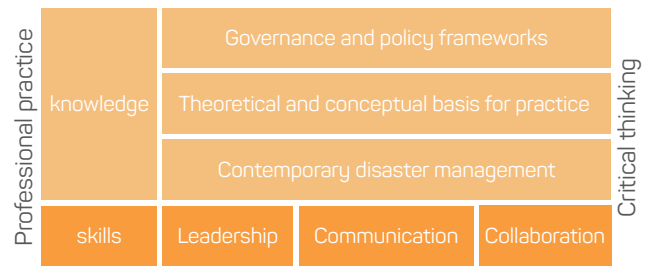 Professional practice
knowledge
Governance and policy frameworks
Theoretical and conceptual basis for practice
Contemporary disaster management
skills
Leadership
Communication
Collaboration
Critical thinking